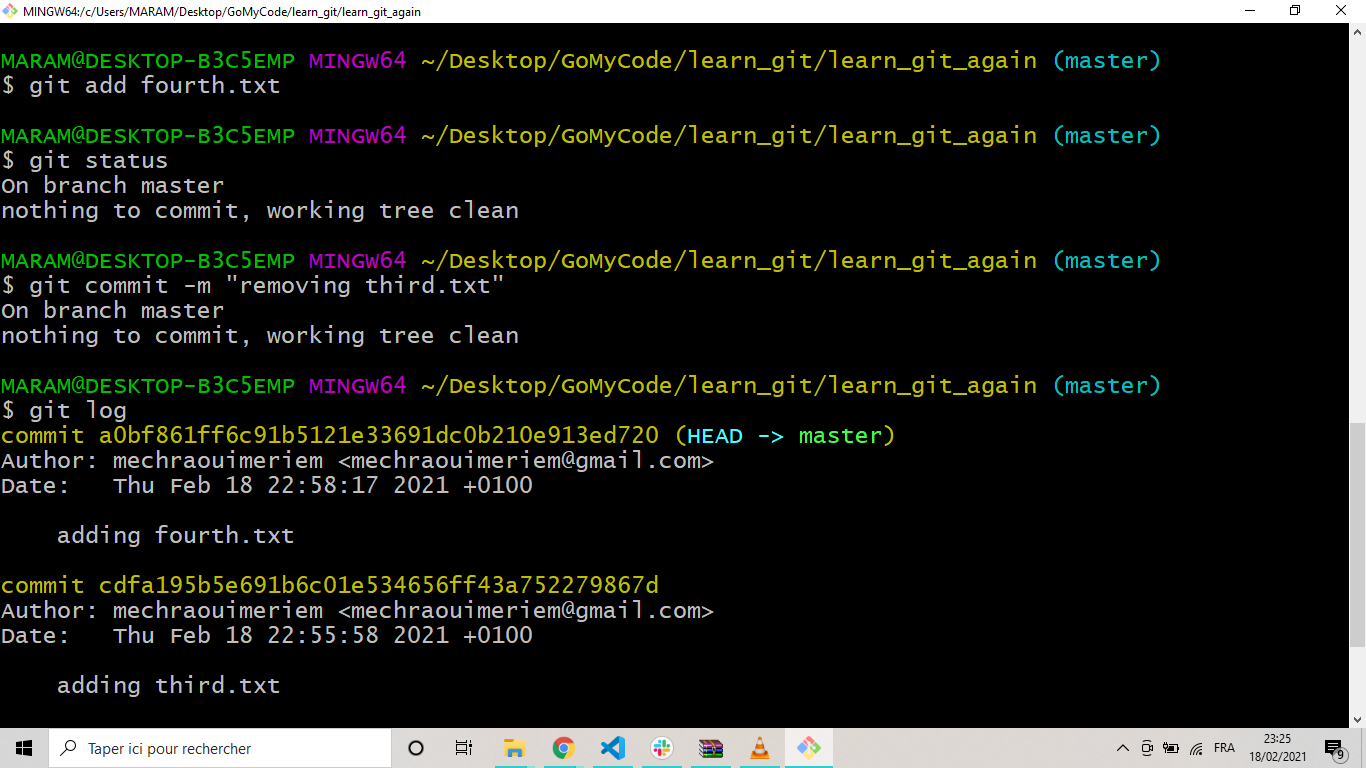 MINGW64:/c/Users/MARAM/Desktop/GoMyCode/learn_git/learn_git_again
MARAM@DESKTOP-B3C5EMP MINGW64 ~/Desktop/GoMyCode/learn_git/learn_git_again (master)
$ git add fourth.txt
MARAM@DESKTOP-B3C5EMP MINGW64 ~/Desktop/GoMyCode/learn_git/learn_git_again (master)
$ git status
On branch master
nothing to commit, working tree clean
MARAM@DESKTOP-B3C5EMP MINGW64 ~/Desktop/GoMyCode/learn_git/learn_git_again (master)
$ git commit -m "removing third.txt"
On branch master
nothing to commit, working tree clean
MARAM@DESKTOP-B3C5EMP MINGW64 ~/Desktop/GoMyCode/learn_git/learn_git_again (master)
$ git log
commit a0bf861ff6c91b5121e33691dc0b210e913ed720 (HEAD -> master)
Author: mechraouimeriem <mechraouimeriem@gmail.com>
Date:   Thu Feb 18 22:58:17 2021 +0100
    adding fourth.txt
commit cdfa195b5e691b6c01e534656ff43a752279867d
Author: mechraouimeriem <mechraouimeriem@gmail.com>
Date:   Thu Feb 18 22:55:58 2021 +0100
    adding third.txt
Taper ici pour rechercher
FRA
23:25
18/02/2021
9